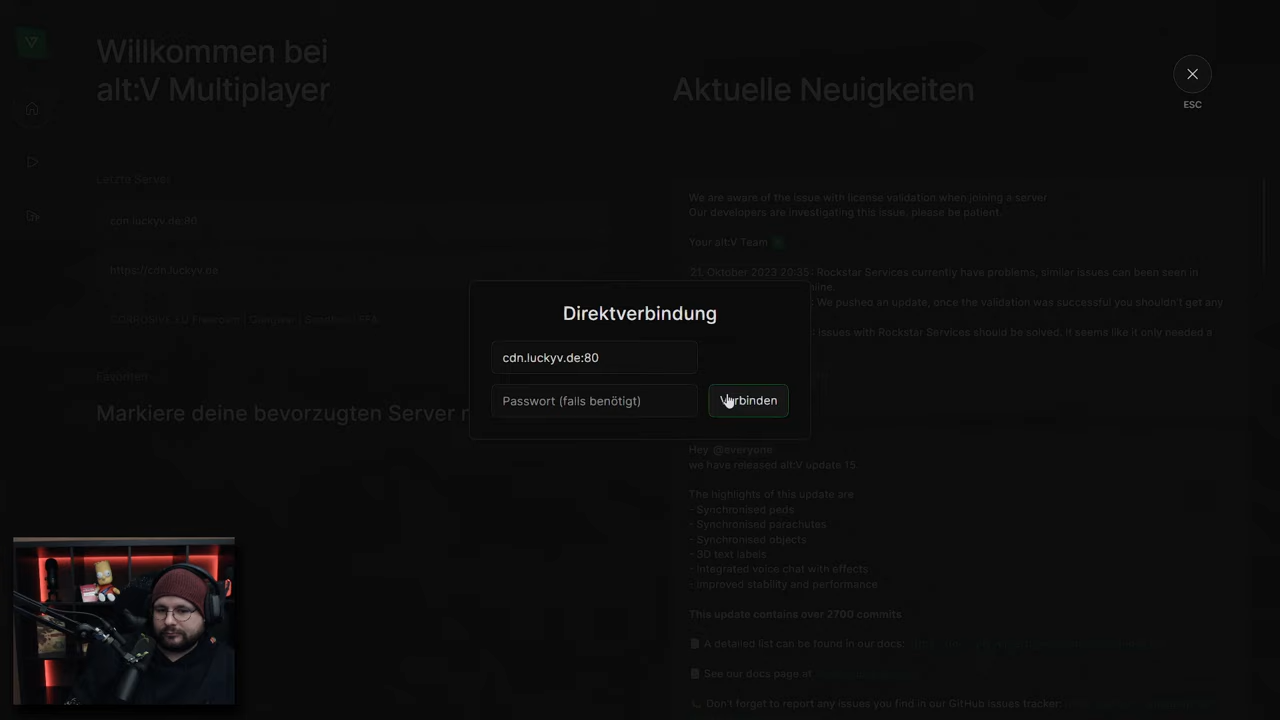 Willkommen bei
alt:V Multiplayer
Aktuelle Neuigkeiten
ESC
Letzte Server
cdn.luckyv.de:80
https://cdn.luckyv.de
We are aware of the issue with license validation when joining a server
Our developers are investigating this issue, please be patient.
Your alt:V Team
21. Oktober 2023 20:35: Rockstar Services currently have problems, similar issues can been seen in
: We pushed an update, once the validation was successful you shouldn't get any
issues with Rockstar Services should be solved. It seems like it only needed a
Direktverbindung
cdn.luckyv.de:80
Passwort (falls benötigt)
Verbinden
Favoriten
Markiere deine bevorzugten Server
Hey @everyone
we have released alt:V update 15.
The highlights of this update are
- Synchronised peds
- Synchronised parachutes
- Synchronised objects
- 3D text labels
- Integrated voice chat with effects
- Improved stability and performance
This update contains over 2700 commits
A detailed list can be found in our docs:
See our docs page at
Don't forget to report any issues you find in our GitHub issues tracker: